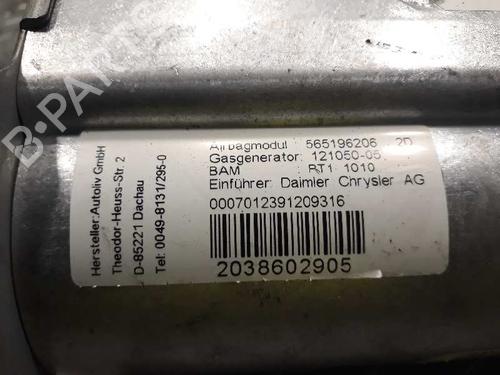 Hersteller:Autoliv GmbH
Theodor-Heuss-Str. 2
D-85221 Dachau
Tel: 0049-8131/295-0
Airbagmodul : 565196206 2D
Gasgenerator: 121050-05
BAM RT1 1010
Einführer: Daimler Chrysler AG
0007012391209316
2038602905
B-PARTS